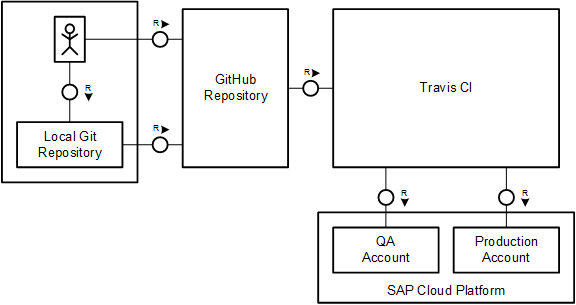 R
GitHub
Repository
R
Travis CI
R
Local Git
Repository
R
R
R
QA
Account
Production
Account
SAP Cloud Platform